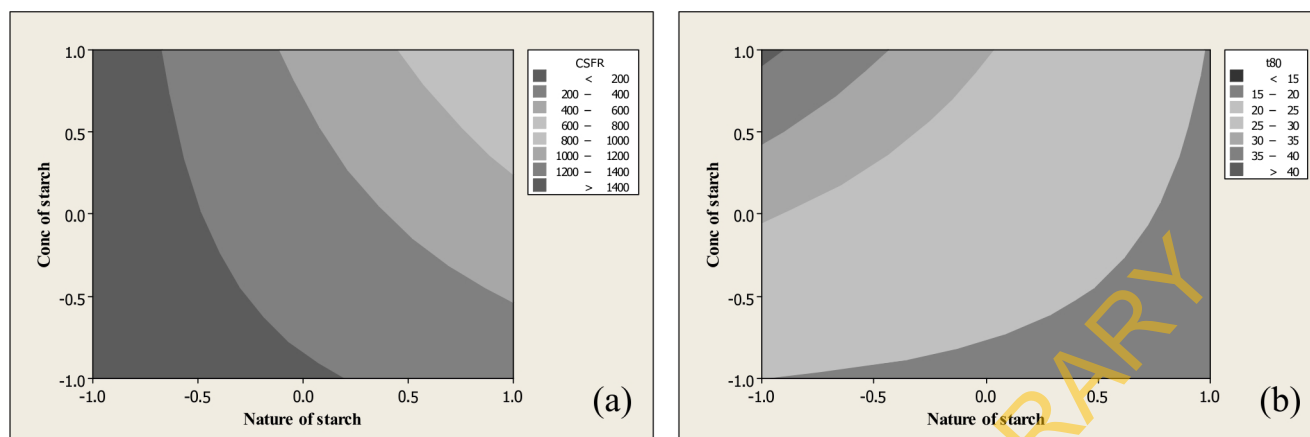 CSFR
< 200
200 – 400
400 – 600
600 – 800
800 – 1000
1000 – 1200
1200 – 1400
> 1400
1.0
0.5
0.0
-0.5
-1.0
Conc of starch
-1.0 -0.5 0.0 0.5 1.0
Nature of starch
(a)
t80
< 15
15 – 20
20 – 25
25 – 30
30 – 35
35 – 40
> 40
1.0
0.5
0.0
-0.5
-1.0
Conc of starch
-1.0 -0.5 0.0 0.5 1.0
Nature of starch
(b)
RARY